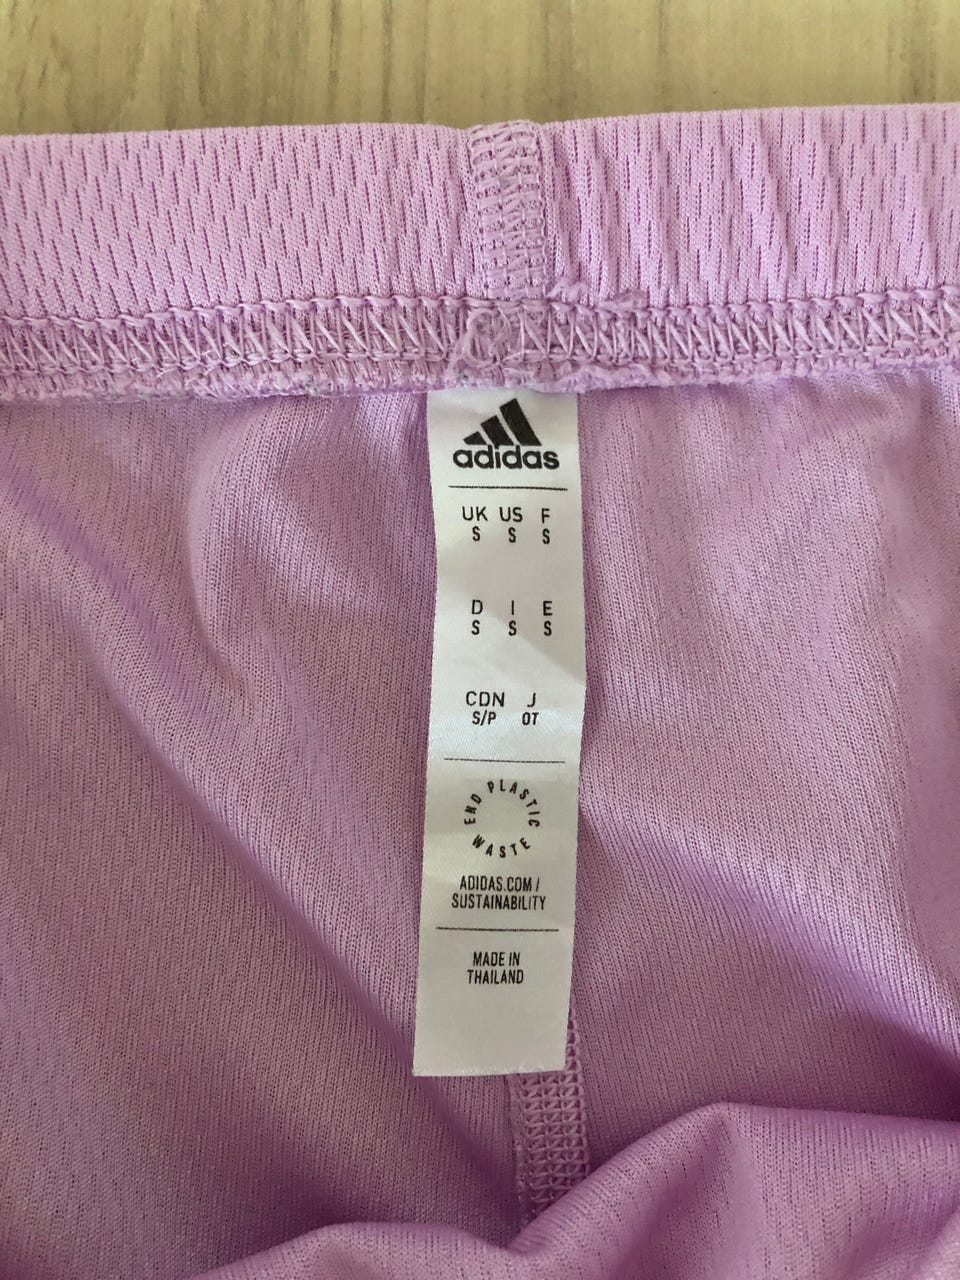 adidas
UK US F
S S S
D I E
S S S
CDN J
S/P OT
END PLASTIC WASTE
ADIDAS.COM/
SUSTAINABILITY
MADE IN
THAILAND